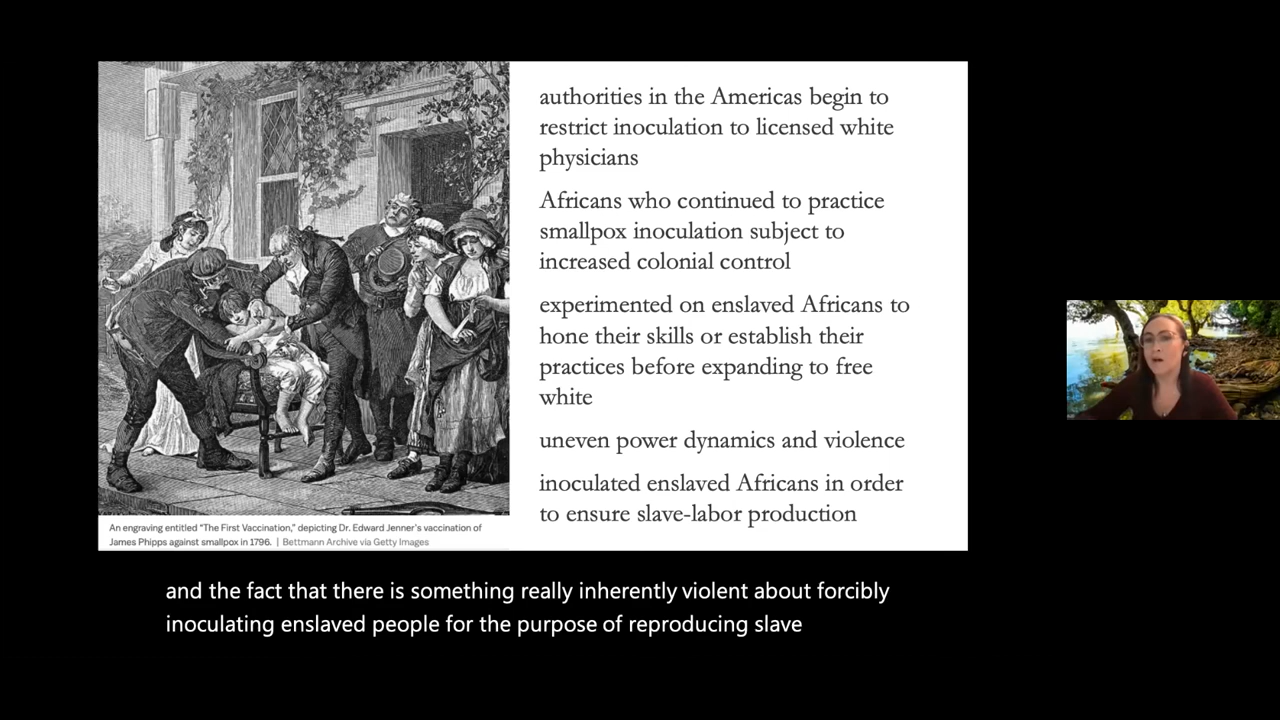 authorities in the Americas begin to
restrict inoculation to licensed white
physicians
Africans who continued to practice
smallpox inoculation subject to
increased colonial control
experimented on enslaved Africans to
hone their skills or establish their
practices before expanding to free
white
uneven power dynamics and violence
inoculated enslaved Africans in order
to ensure slave-labor production
An engraving entitled “The First Vaccination,” depicting Dr. Edward Jenner’s vaccination of
James Phipps against smallpox in 1796. | Bettmann Archive via Getty Images
and the fact that there is something really inherently violent about forcibly
inoculating enslaved people for the purpose of reproducing slave